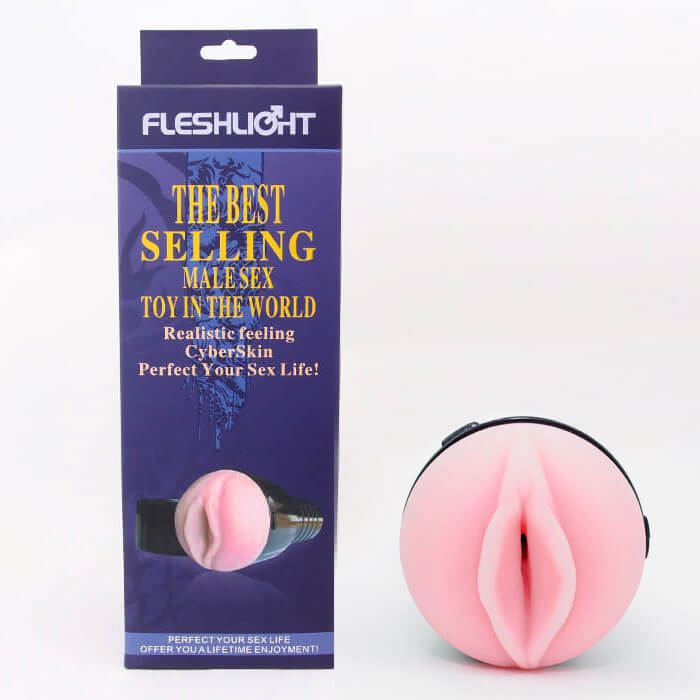 FLESHLIGHT
THE BEST
SELLING
MALE SEX
TOY IN THE WORLD
Realistic feeling
CyberSkin
Perfect Your Sex Life!
PERFECT YOUR SEX LIFE
OFFER YOU A LIFETIME ENJOYMENT!